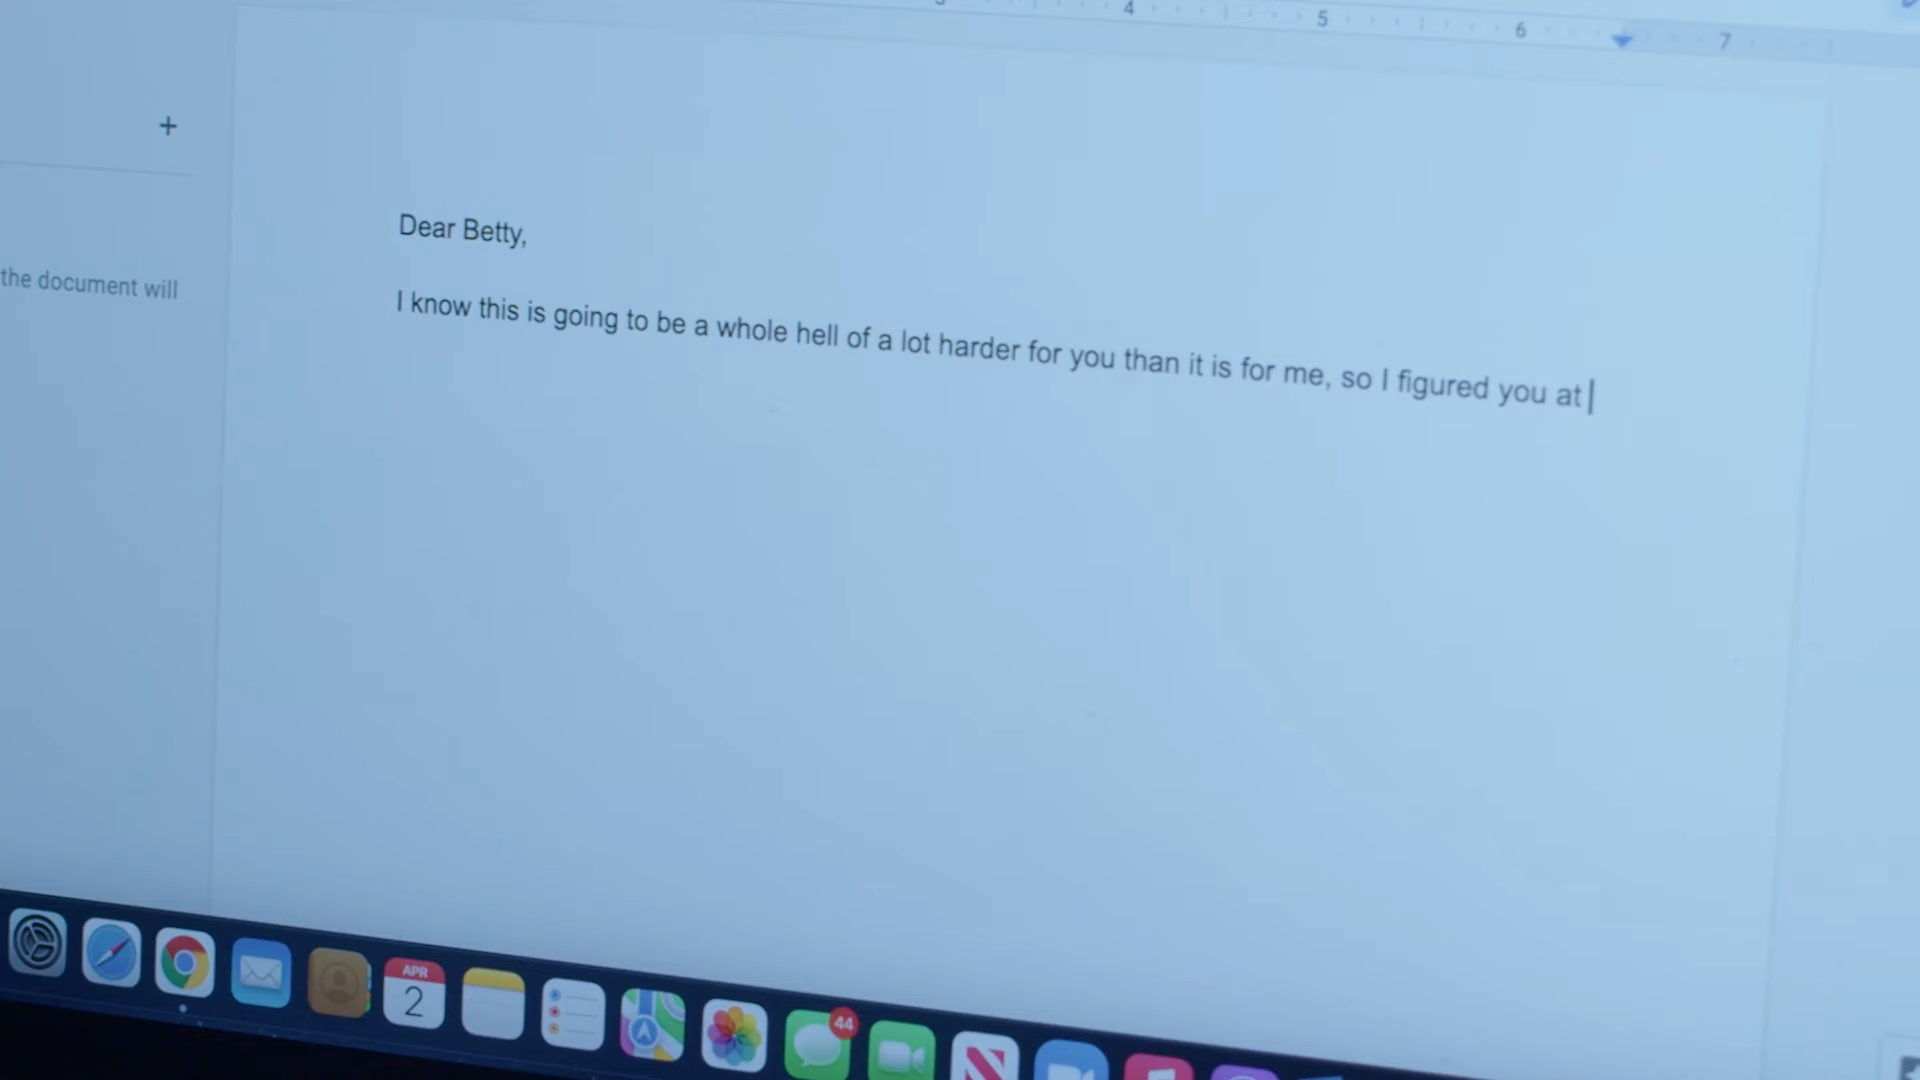 4 5 6 7
+
the document will
Dear Betty,
I know this is going to be a whole hell of a lot harder for you than it is for me, so I figured you at
APR
2
44